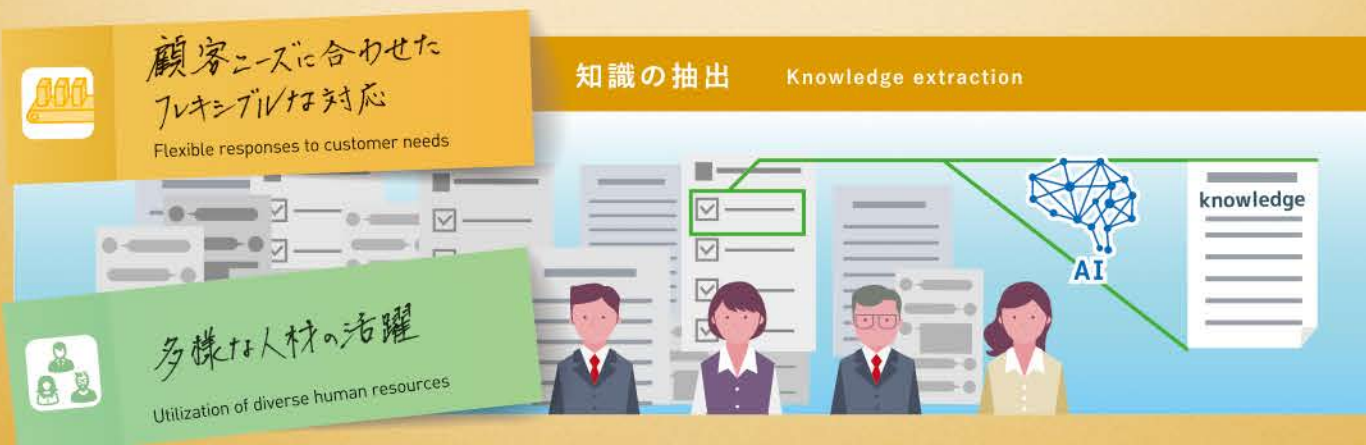 顧客ニーズに合わせた
フレキシブルな対応
Flexible responses to customer needs
知識の抽出 Knowledge extraction
knowledge
AI
多様な人材の活躍
Utilization of diverse human resources